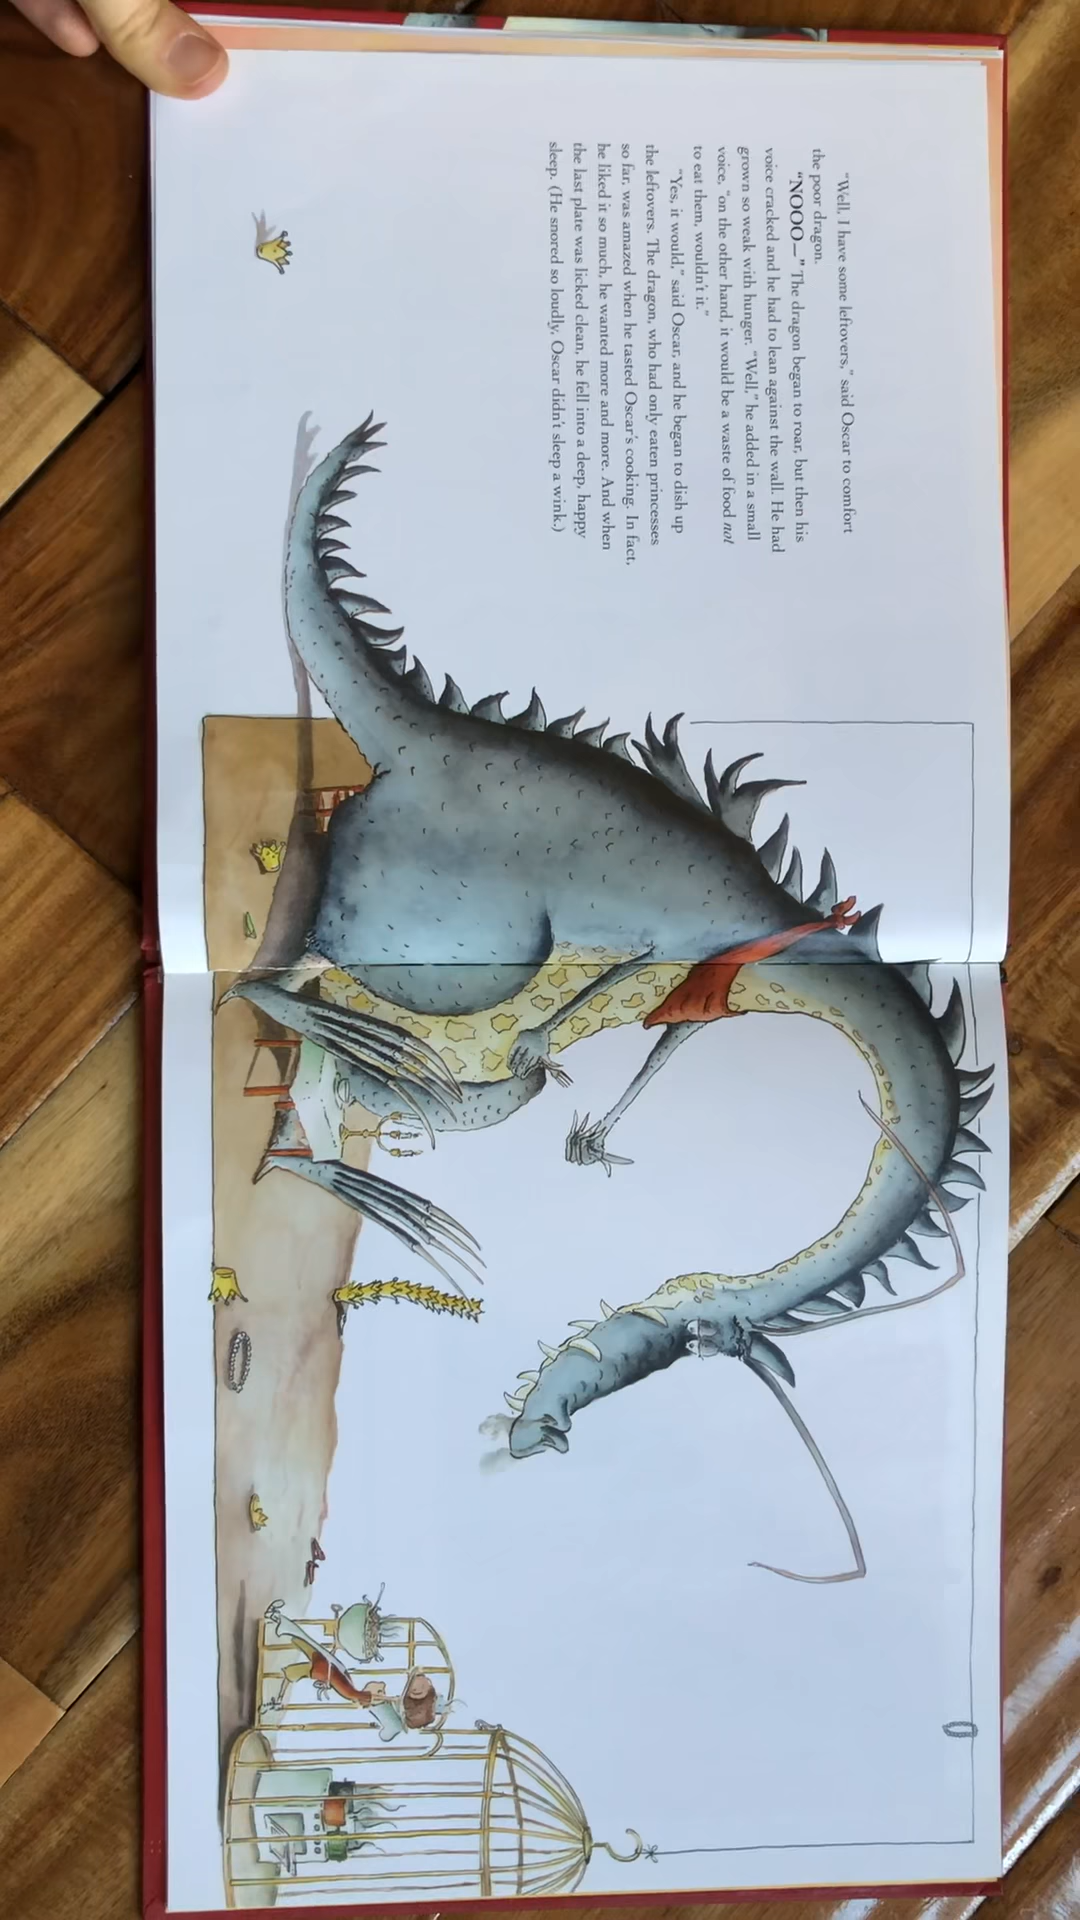 "Well, I have some leftovers," said Oscar to comfort
the poor dragon.
"NOOO—" The dragon began to roar, but then his
voice cracked and he had to lean against the wall. He had
grown so weak with hunger. "Well," he added in a small
voice, "on the other hand, it would be a waste of food not
to eat them, wouldn't it."
"Yes, it would," said Oscar, and he began to dish up
the leftovers. The dragon, who had only eaten princesses
so far, was amazed when he tasted Oscar's cooking. In fact,
he liked it so much, he wanted more and more. And when
the last plate was licked clean, he fell into a deep, happy
sleep. (He snored so loudly, Oscar didn't sleep a wink.)